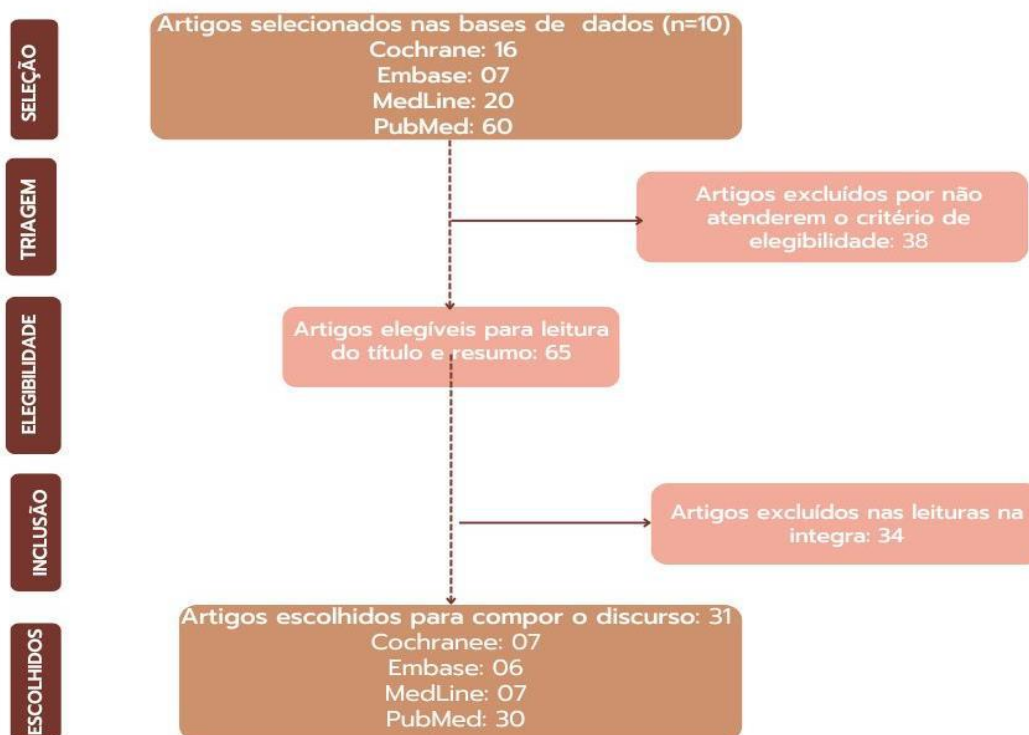 SELEÇÃO
Artigos selecionados nas bases de dados (n=10)
Cochrane: 16
Embase: 07
MedLine: 20
PubMed: 60
TRIAGEM
Artigos excluídos por não
atenderem o critério de
elegibilidade: 38
ELEGIBILIDADE
Artigos elegíveis para leitura
do título e resumo: 65
INCLUSÃO
Artigos excluídos nas leituras na
integra: 34
ESCOLHIDOS
Artigos escolhidos para compor o discurso: 31
Cochranee: 07
Embase: 06
MedLine: 07
PubMed: 30